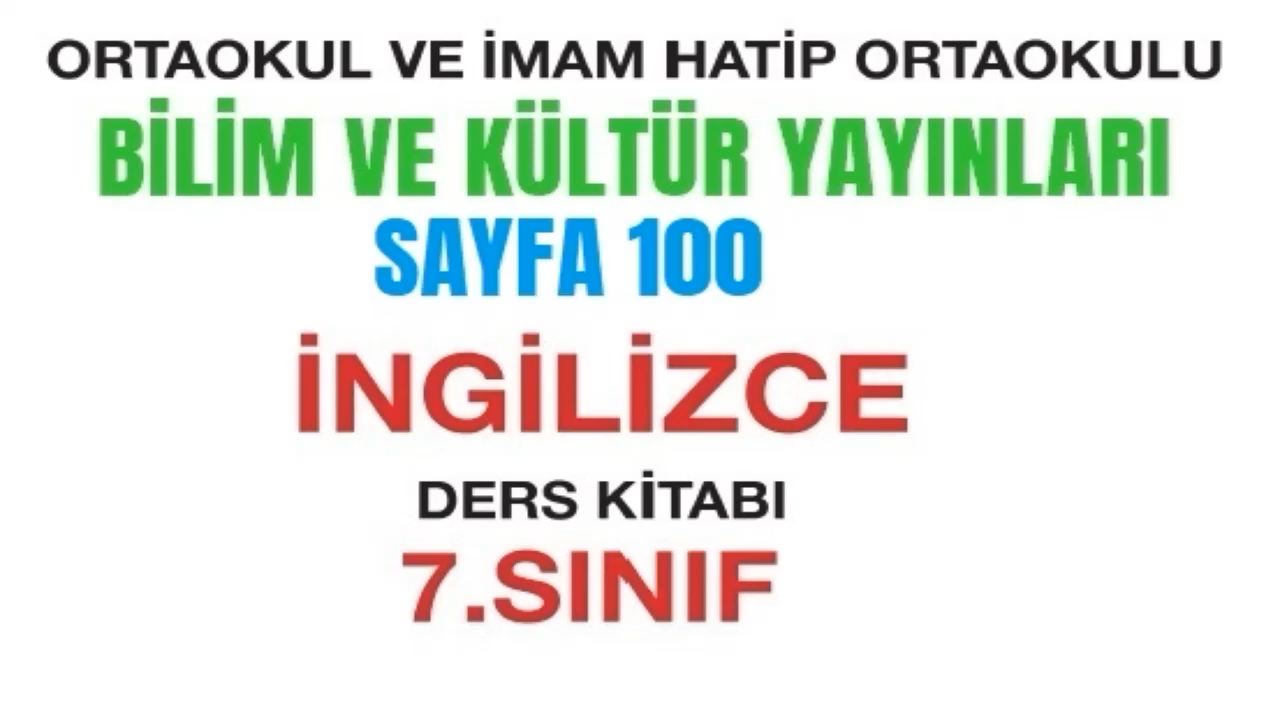 ORTAOKUL VE İMAM HATİP ORTAOKULU
BİLİM VE KÜLTÜR YAYINLARI
SAYFA 100
İNGİLİZCE
DERS KİTABI
7.SINIF